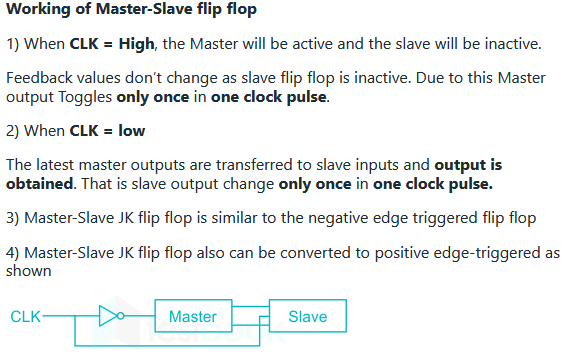 Working of Master-Slave flip flop
1) When CLK = High, the Master will be active and the slave will be inactive.
Feedback values don't change as slave flip flop is inactive. Due to this Master
output Toggles only once in one clock pulse.
2) When CLK = low
The latest master outputs are transferred to slave inputs and output is
obtained. That is slave output change only once in one clock pulse.
3) Master-Slave JK flip flop is similar to the negative edge triggered flip flop
4) Master-Slave JK flip flop also can be converted to positive edge-triggered as
shown
CLK Master Slave